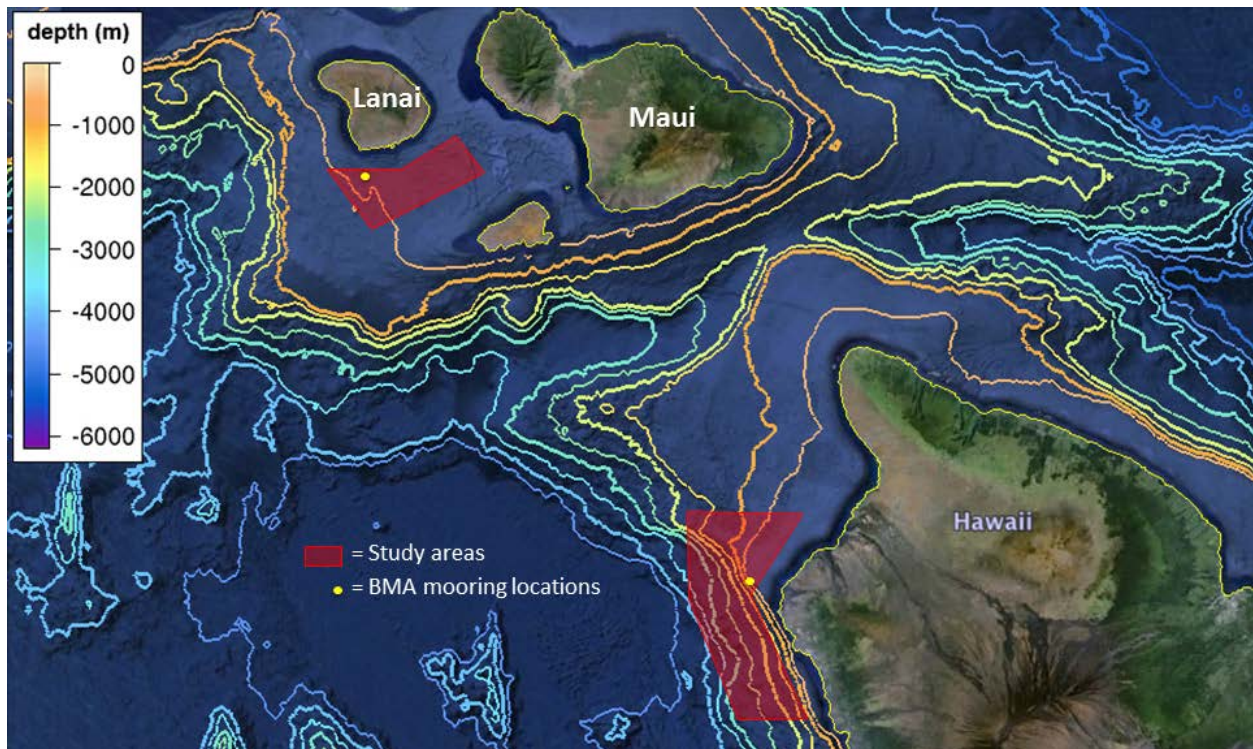 depth (m)
0
-1000
-2000
-3000
-4000
-5000
-6000
Lanai
Maui
Hawaii
= Study areas
= BMA mooring locations